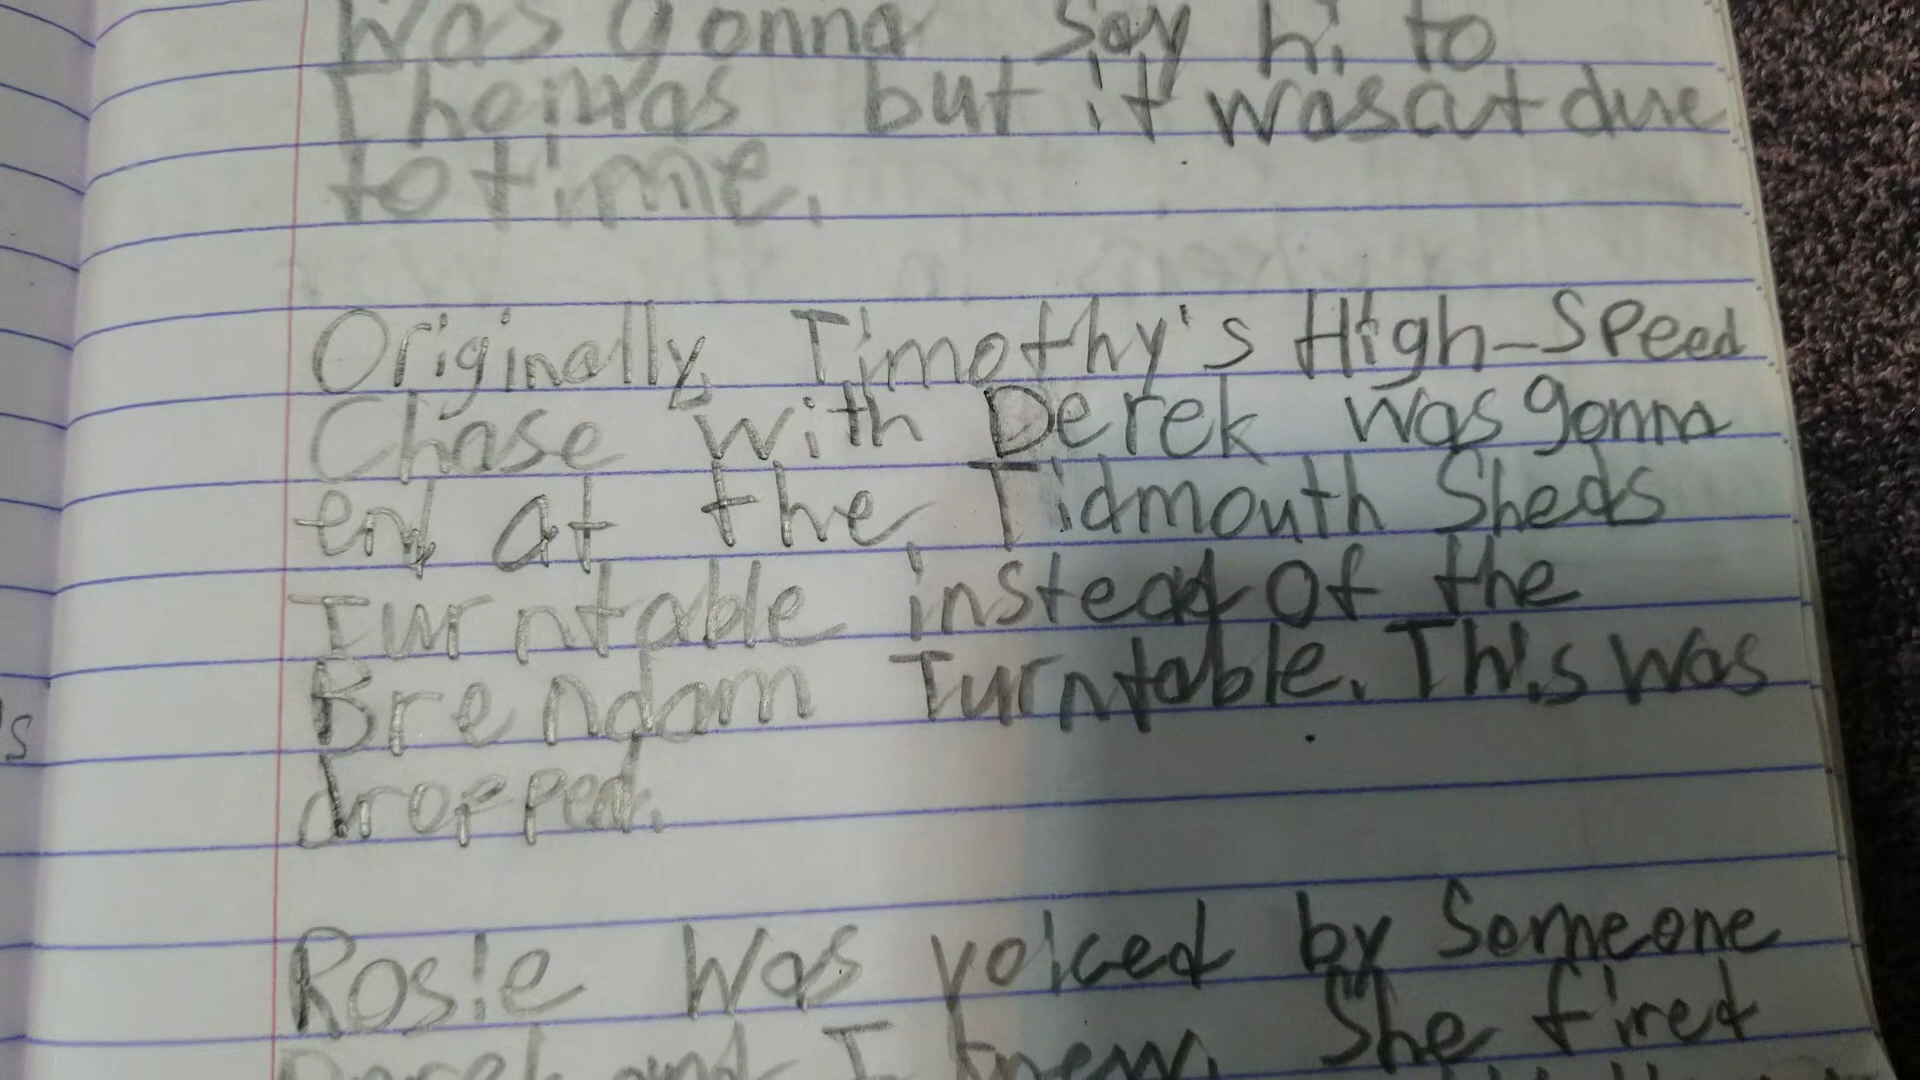 was gonna say hi to
Thomas but it was cut due
to time.
Originally, Timothy's High-Speed
Chase with Derek was gonna
end at the Tidmouth Sheds
Turntable instead of the
Brendam Turntable. This was
dropped.
Rosie was voiced by Someone
and I knew. She fired
s